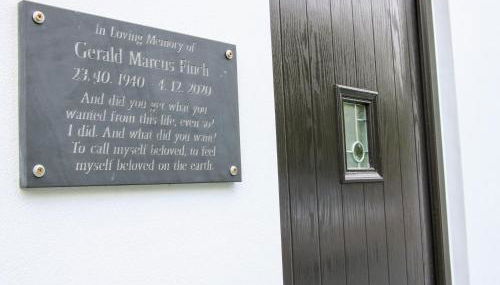 In Loving Memory of
Gerald Marcus Finch
23.10.1940 - 4.12.2020
And did you get what you
wanted from this life, even so?
I did. And what did you want?
To call myself beloved, to feel
myself beloved on the earth.